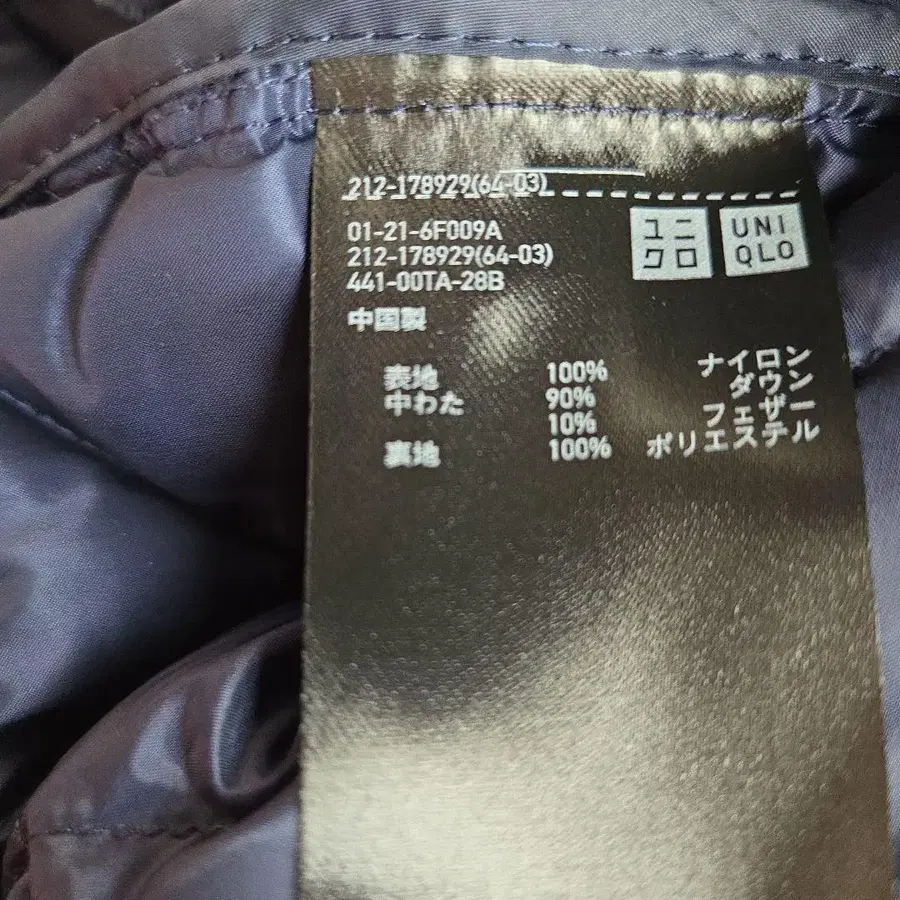 212-178929(64-03)
01-21-6F009A
212-178929(64-03)
441-00TA-28B
ユニ
クロ
UNI
QLO
中国製
表地 100% ナイロン
中わた 90% ダウン
10% フェザー
裏地 100% ポリエステル